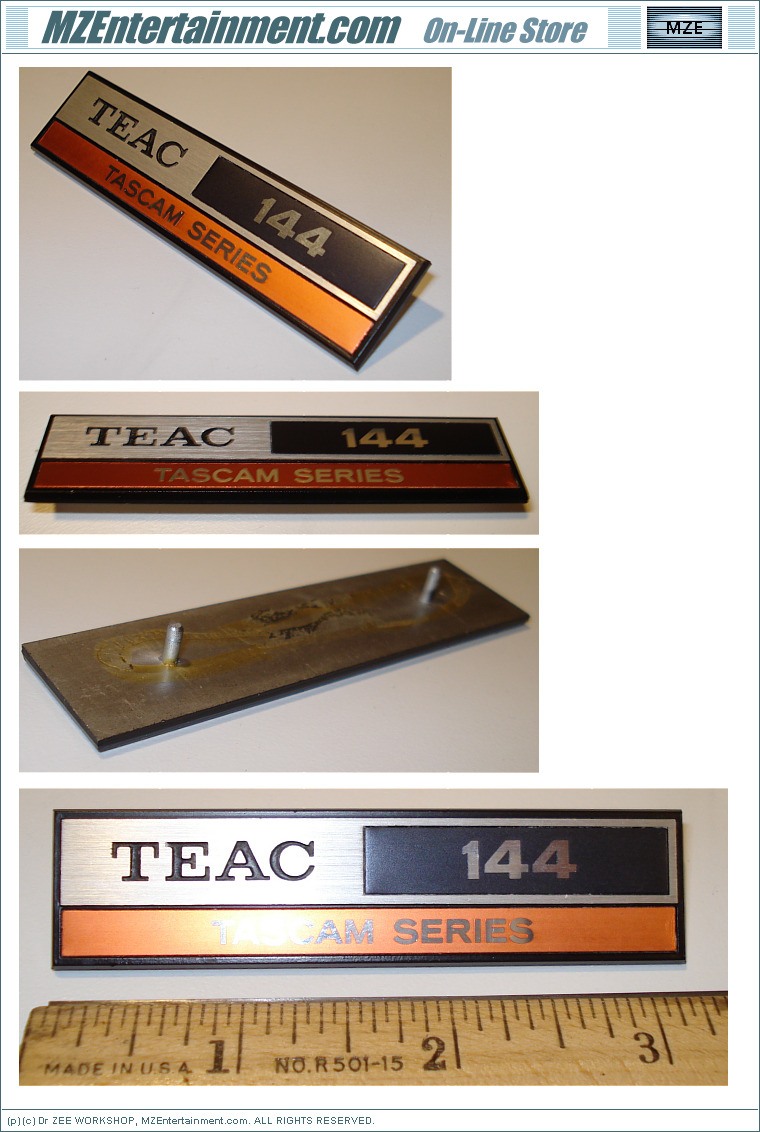 MZEntertainment.com On-Line Store MZE
TEAC
144
TASCAM SERIES
TEAC 144
TASCAM SERIES
TEAC 144
TASCAM SERIES
1 2 3
MADE IN U.S.A. NO. R501-15
(p)(c) Dr ZEE WORKSHOP, MZEntertainment.com. ALL RIGHTS RESERVED.